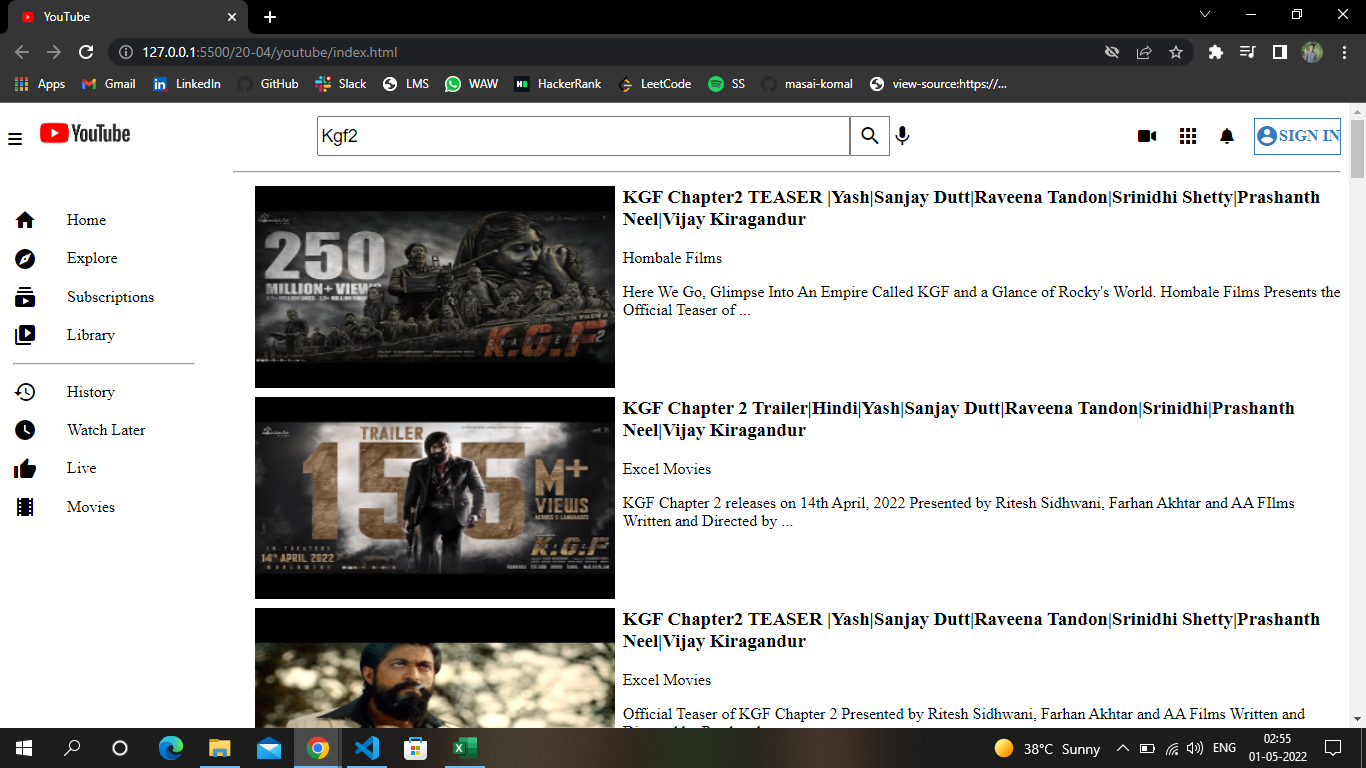 YouTube
127.0.0.1:5500/20-04/youtube/index.html
Apps
Gmail
LinkedIn
GitHub
Slack
LMS
WAW
HackerRank
LeetCode
SS
masai-komal
view-source:https://...
YouTube
Kgf2
SIGN IN
Home
Explore
Subscriptions
Library
History
Watch Later
Live
Movies
250
MILLION+ VIEWS
K.G.F
KGF Chapter2 TEASER |Yash|Sanjay Dutt|Raveena Tandon|Srinidhi Shetty|Prashanth
Neel|Vijay Kiragandur
Hombale Films
Here We Go, Glimpse Into An Empire Called KGF and a Glance of Rocky's World. Hombale Films Presents the
Official Teaser of ...
TRAILER
155
M+
VIEWS
IN THEATERS
14TH APRIL 2022
WORLDWIDE
K.G.F
KGF Chapter 2 Trailer|Hindi|Yash|Sanjay Dutt|Raveena Tandon|Srinidhi|Prashanth
Neel|Vijay Kiragandur
Excel Movies
KGF Chapter 2 releases on 14th April, 2022 Presented by Ritesh Sidhwani, Farhan Akhtar and AA FIlms
Written and Directed by ...
KGF Chapter2 TEASER |Yash|Sanjay Dutt|Raveena Tandon|Srinidhi Shetty|Prashanth
Neel|Vijay Kiragandur
Excel Movies
Official Teaser of KGF Chapter 2 Presented by Ritesh Sidhwani, Farhan Akhtar and AA Films Written and
38°C Sunny
ENG
02:55
01-05-2022